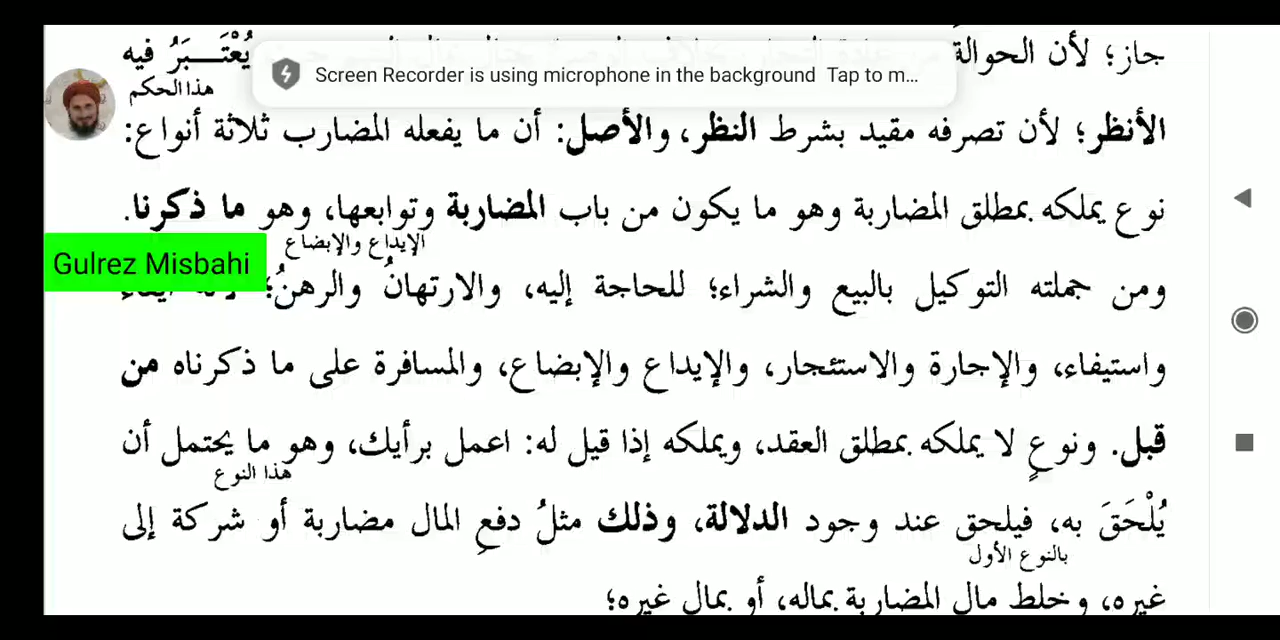 جاز؛ لأن الحوالة يُعْتَبَرُ فيه
Screen Recorder is using microphone in the background Tap to m...
هذا الحكم
الأنظر؛ لأن تصرفه مقيد بشرط النظر، والأصل: أن ما يفعله المضارب ثلاثة أنواع:
نوع يملكه بمطلق المضاربة وهو ما يكون من باب المضاربة وتوابعها، وهو ما ذكرنا.
الإيداع والإبضاع
Gulrez Misbahi
ومن جملته التوكيل بالبيع والشراء؛ للحاجة إليه، والارتهانُ والرهنُ؛
واستيفاء، والإجارة والاستئجار، والإيداع والإبضاع، والمسافرة على ما ذكرناه من
قبل. ونوعٍ لا يملكه بمطلق العقد، ويملكه إذا قيل له: اعمل برأيك، وهو ما يحتمل أن
هذا النوع
يُلْحَقَ به، فيلحق عند وجود الدلالة، وذلك مثلُ دفعِ المال مضاربة أو شركة إلى
بالنوع الأول
غيره، وخلط مال المضاربة بماله، أو بمال غيره؛